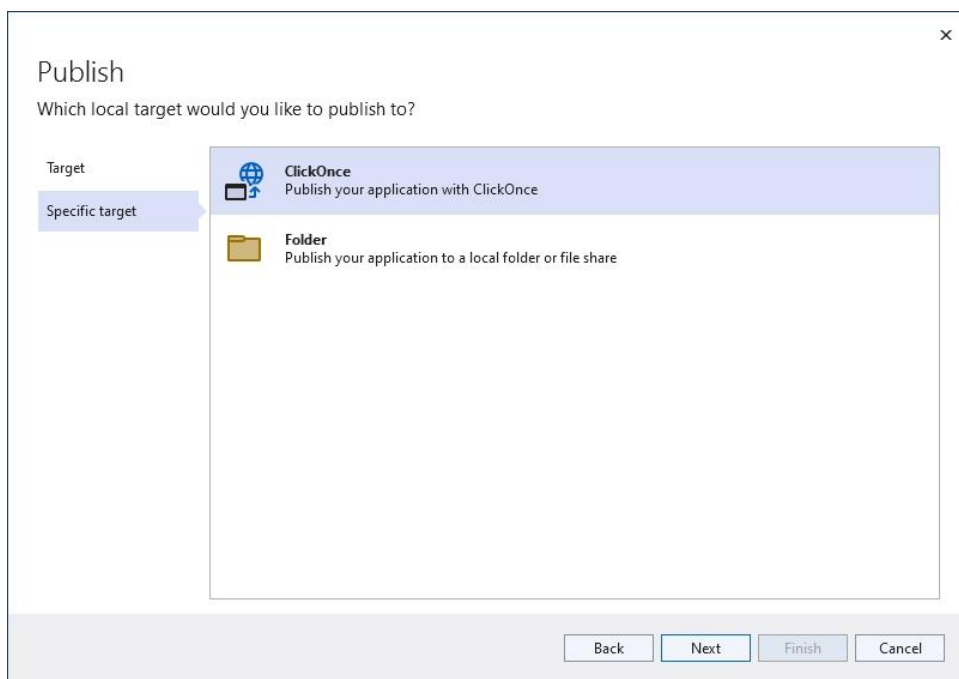 Publish
Which local target would you like to publish to?
Target
Specific target
ClickOnce
Publish your application with ClickOnce
Folder
Publish your application to a local folder or file share
Back
Next
Finish
Cancel